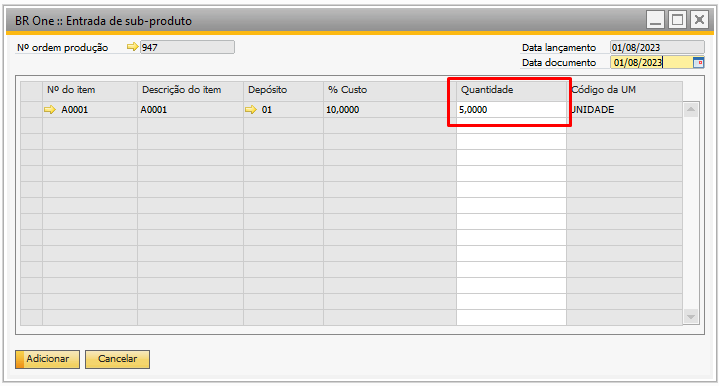 BR One :: Entrada de sub-produto
Nº ordem produção 947
Data lançamento 01/08/2023
Data documento 01/08/2023
Nº do item Descrição do item Depósito % Custo Quantidade Código da UM
A0001 A0001 01 10,0000 5,0000 UNIDADE
Adicionar Cancelar